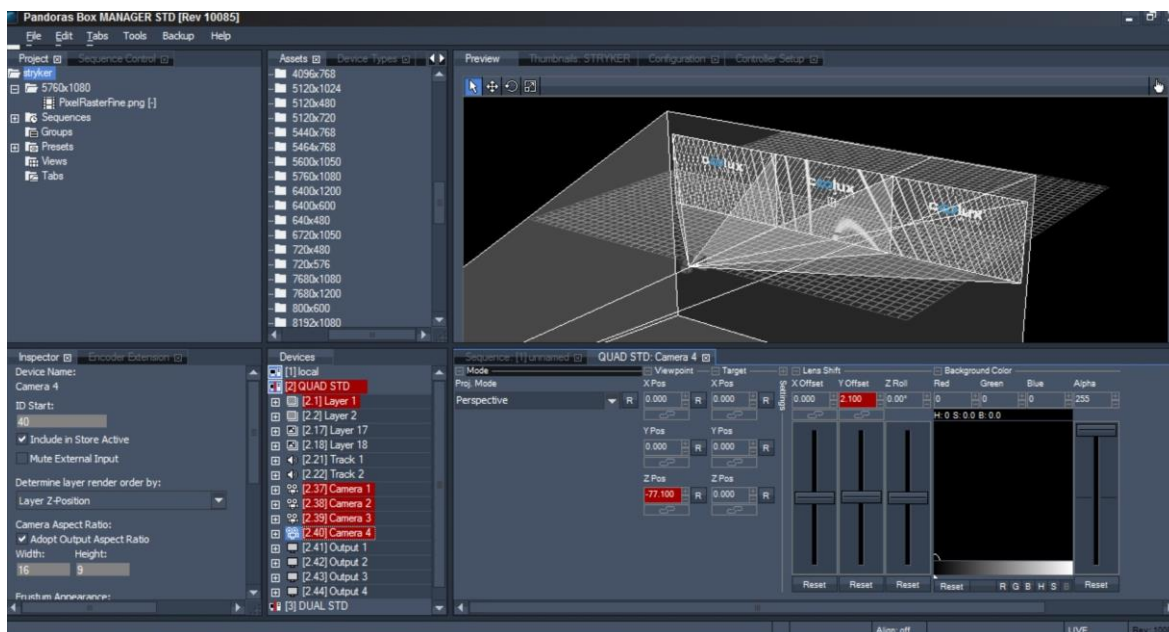 Pandoras Box MANAGER STD [Rev 10085]
File Edit Tabs Tools Backup Help
Project Sequence Control
stryker
5760x1080
PixelRasterFine.png [-]
Sequences
Groups
Presets
Views
Tabs
Assets Device Types
4096x768
5120x1024
5120x480
5120x720
5440x768
5464x768
5600x1050
5760x1080
6400x1200
6400x600
640x480
6720x1050
720x480
720x576
7680x1080
7680x1200
800x600
8192x1080
Preview Thumbnails: STRYKER Configuration Controller Setup
coolux
coolux
coolux
Inspector Encoder Extension
Device Name:
Camera 4
ID Start:
40
Include in Store Active
Mute External Input
Determine layer render order by:
Layer Z-Position
Camera Aspect Ratio:
Adopt Output Aspect Ratio
Width: Height:
16 9
Frustum Appearance:
Devices
[1] local
[2] QUAD STD
[2.1] Layer 1
[2.2] Layer 2
[2.17] Layer 17
[2.18] Layer 18
[2.21] Track 1
[2.22] Track 2
[2.37] Camera 1
[2.38] Camera 2
[2.39] Camera 3
[2.40] Camera 4
[2.41] Output 1
[2.42] Output 2
[2.43] Output 3
[2.44] Output 4
[3] DUAL STD
Sequence: [1] unnamed QUAD STD: Camera 4
Mode Viewpoint Target Lens Shift Background Color
Proj. Mode X Pos X Pos Settings X Offset Y Offset Z Roll Red Green Blue Alpha
Perspective R 0.000 R 0.000 R 0.000 2.100 0.00° 0 0 0 255
H: 0 S: 0.0 B: 0.0
Y Pos Y Pos
0.000 R 0.000 R
Z Pos Z Pos
-77.100 R 0.000 R
Reset Reset Reset Reset R G B H S B Reset
Align: off LIVE